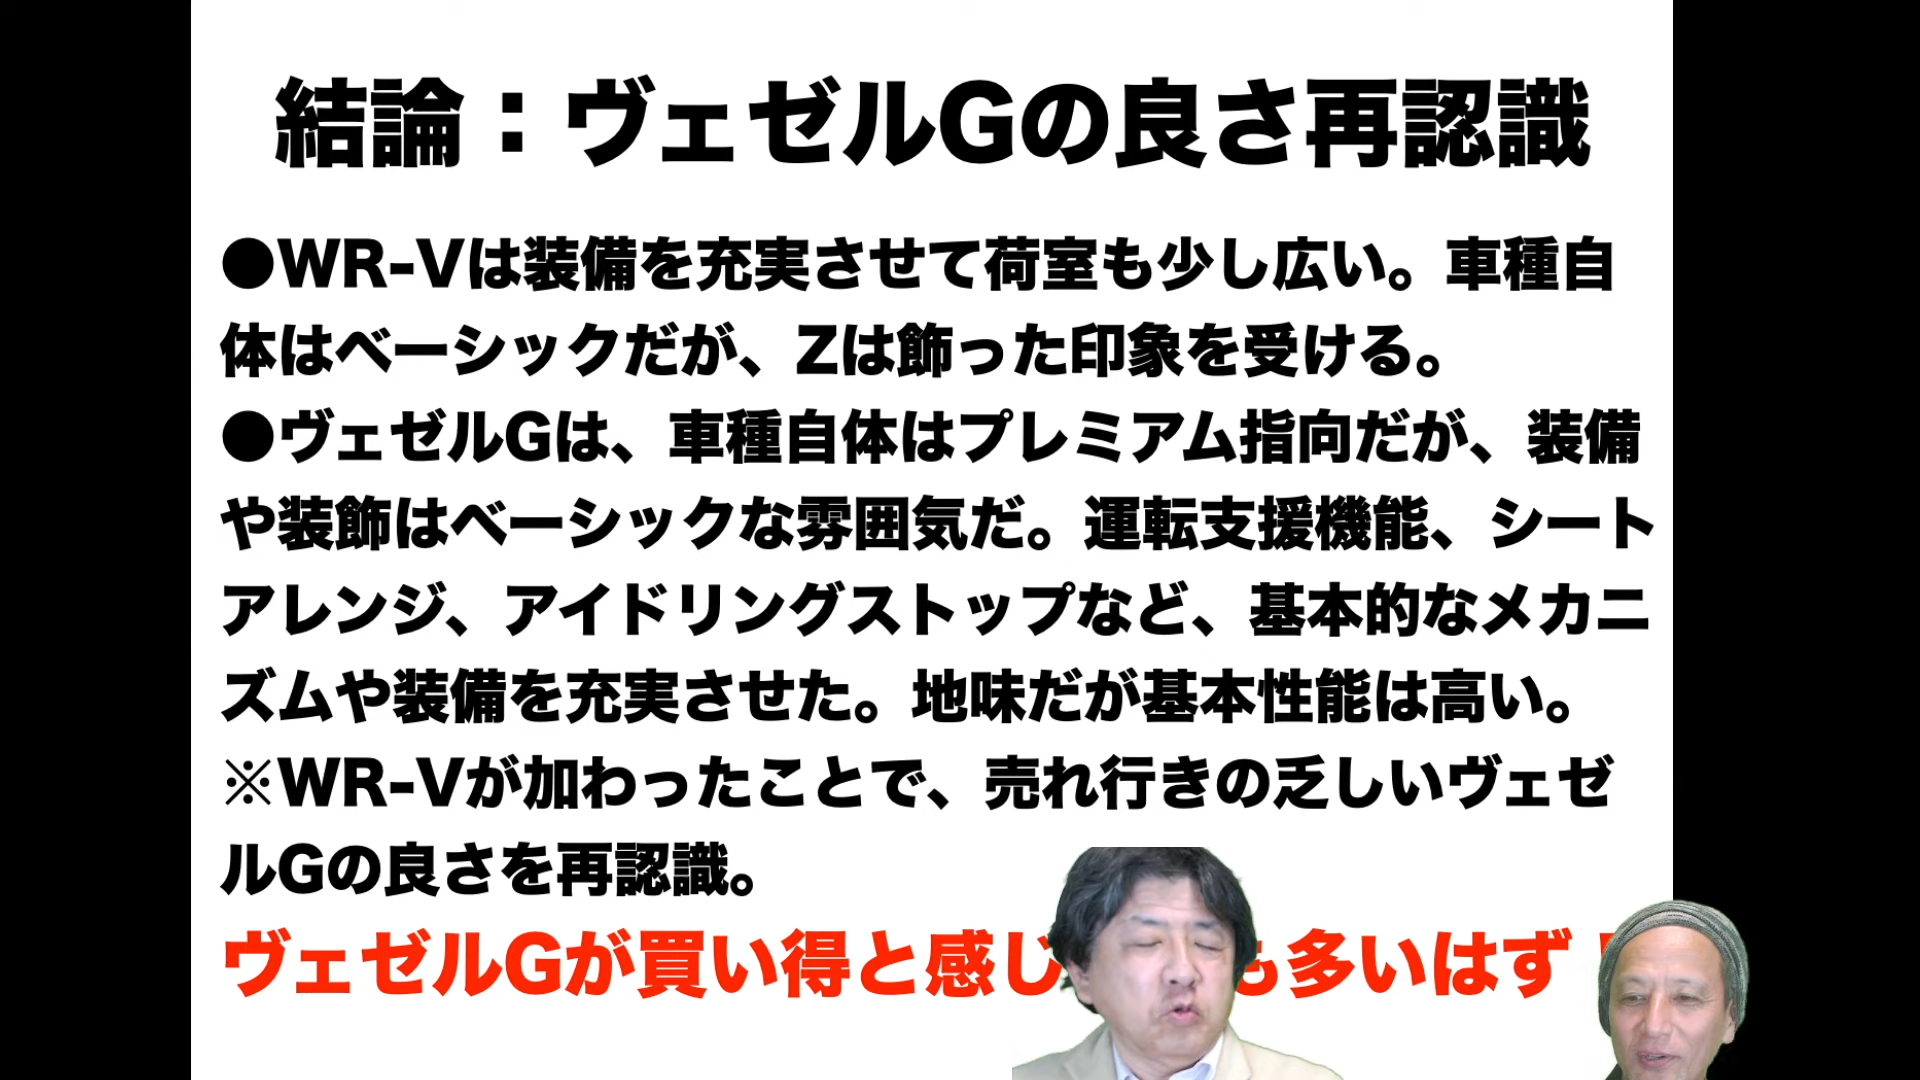 結論：ヴェゼルGの良さ再認識
●WR-Vは装備を充実させて荷室も少し広い。車種自
体はベーシックだが、Zは飾った印象を受ける。
●ヴェゼルGは、車種自体はプレミアム指向だが、装備
や装飾はベーシックな雰囲気だ。運転支援機能、シート
アレンジ、アイドリングストップなど、基本的なメカニ
ズムや装備を充実させた。地味だが基本性能は高い。
※WR-Vが加わったことで、売れ行きの乏しいヴェゼ
ルGの良さを再認識。
ヴェゼルGが買い得と感じ も多いはず